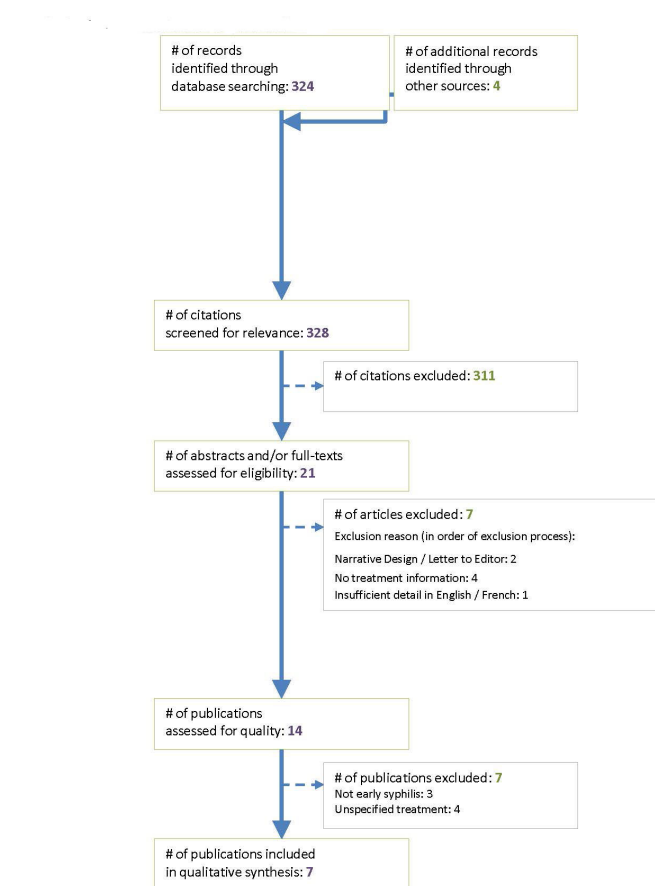 # of records
identified through
database searching: 324
# of additional records
identified through
other sources: 4
# of citations
screened for relevance: 328
# of citations excluded: 311
# of abstracts and/or full-texts
assessed for eligibility: 21
# of articles excluded: 7
Exclusion reason (in order of exclusion process):
Narrative Design / Letter to Editor: 2
No treatment information: 4
Insufficient detail in English / French: 1
# of publications
assessed for quality: 14
# of publications excluded: 7
Not early syphilis: 3
Unspecified treatment: 4
# of publications included
in qualitative synthesis: 7